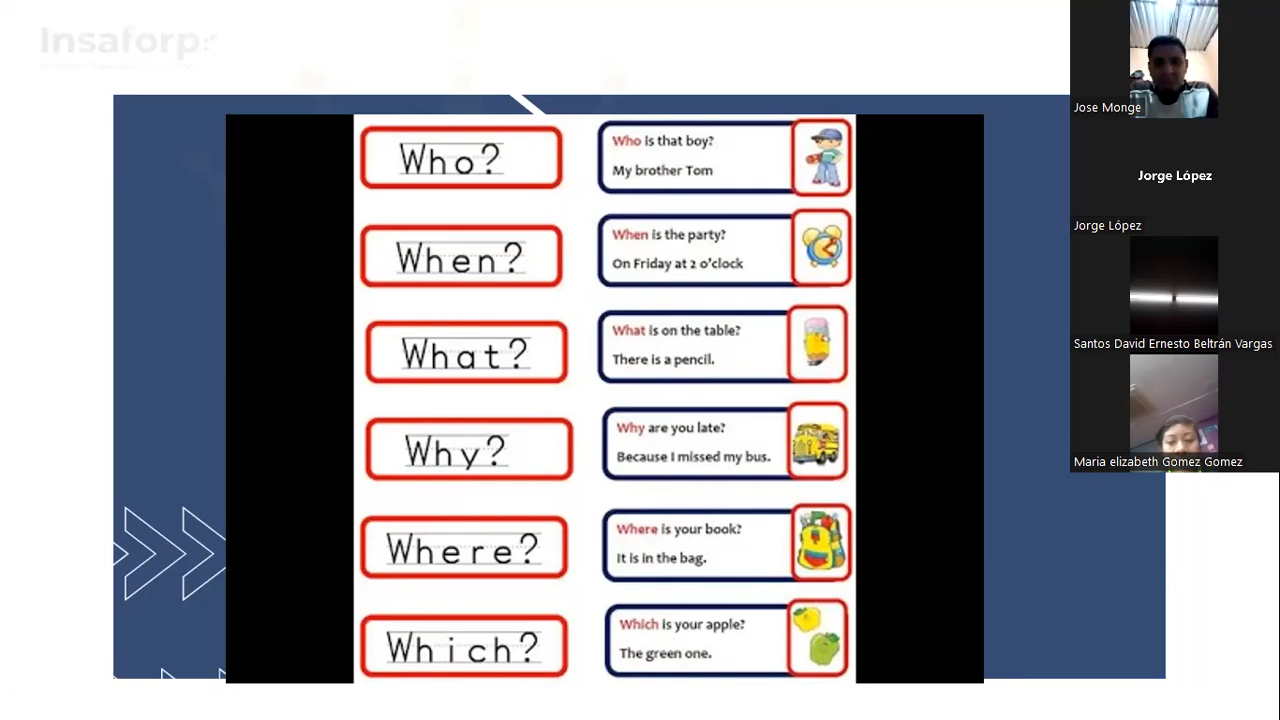 Insaforp
Who?
Who is that boy?
My brother Tom
When?
When is the party?
On Friday at 2 o'clock
What?
What is on the table?
There is a pencil.
Why?
Why are you late?
Because I missed my bus.
Where?
Where is your book?
It is in the bag.
Which?
Which is your apple?
The green one.
Jose Monge
Jorge López
Jorge López
Santos David Ernesto Beltrán Vargas
Maria elizabeth Gomez Gomez